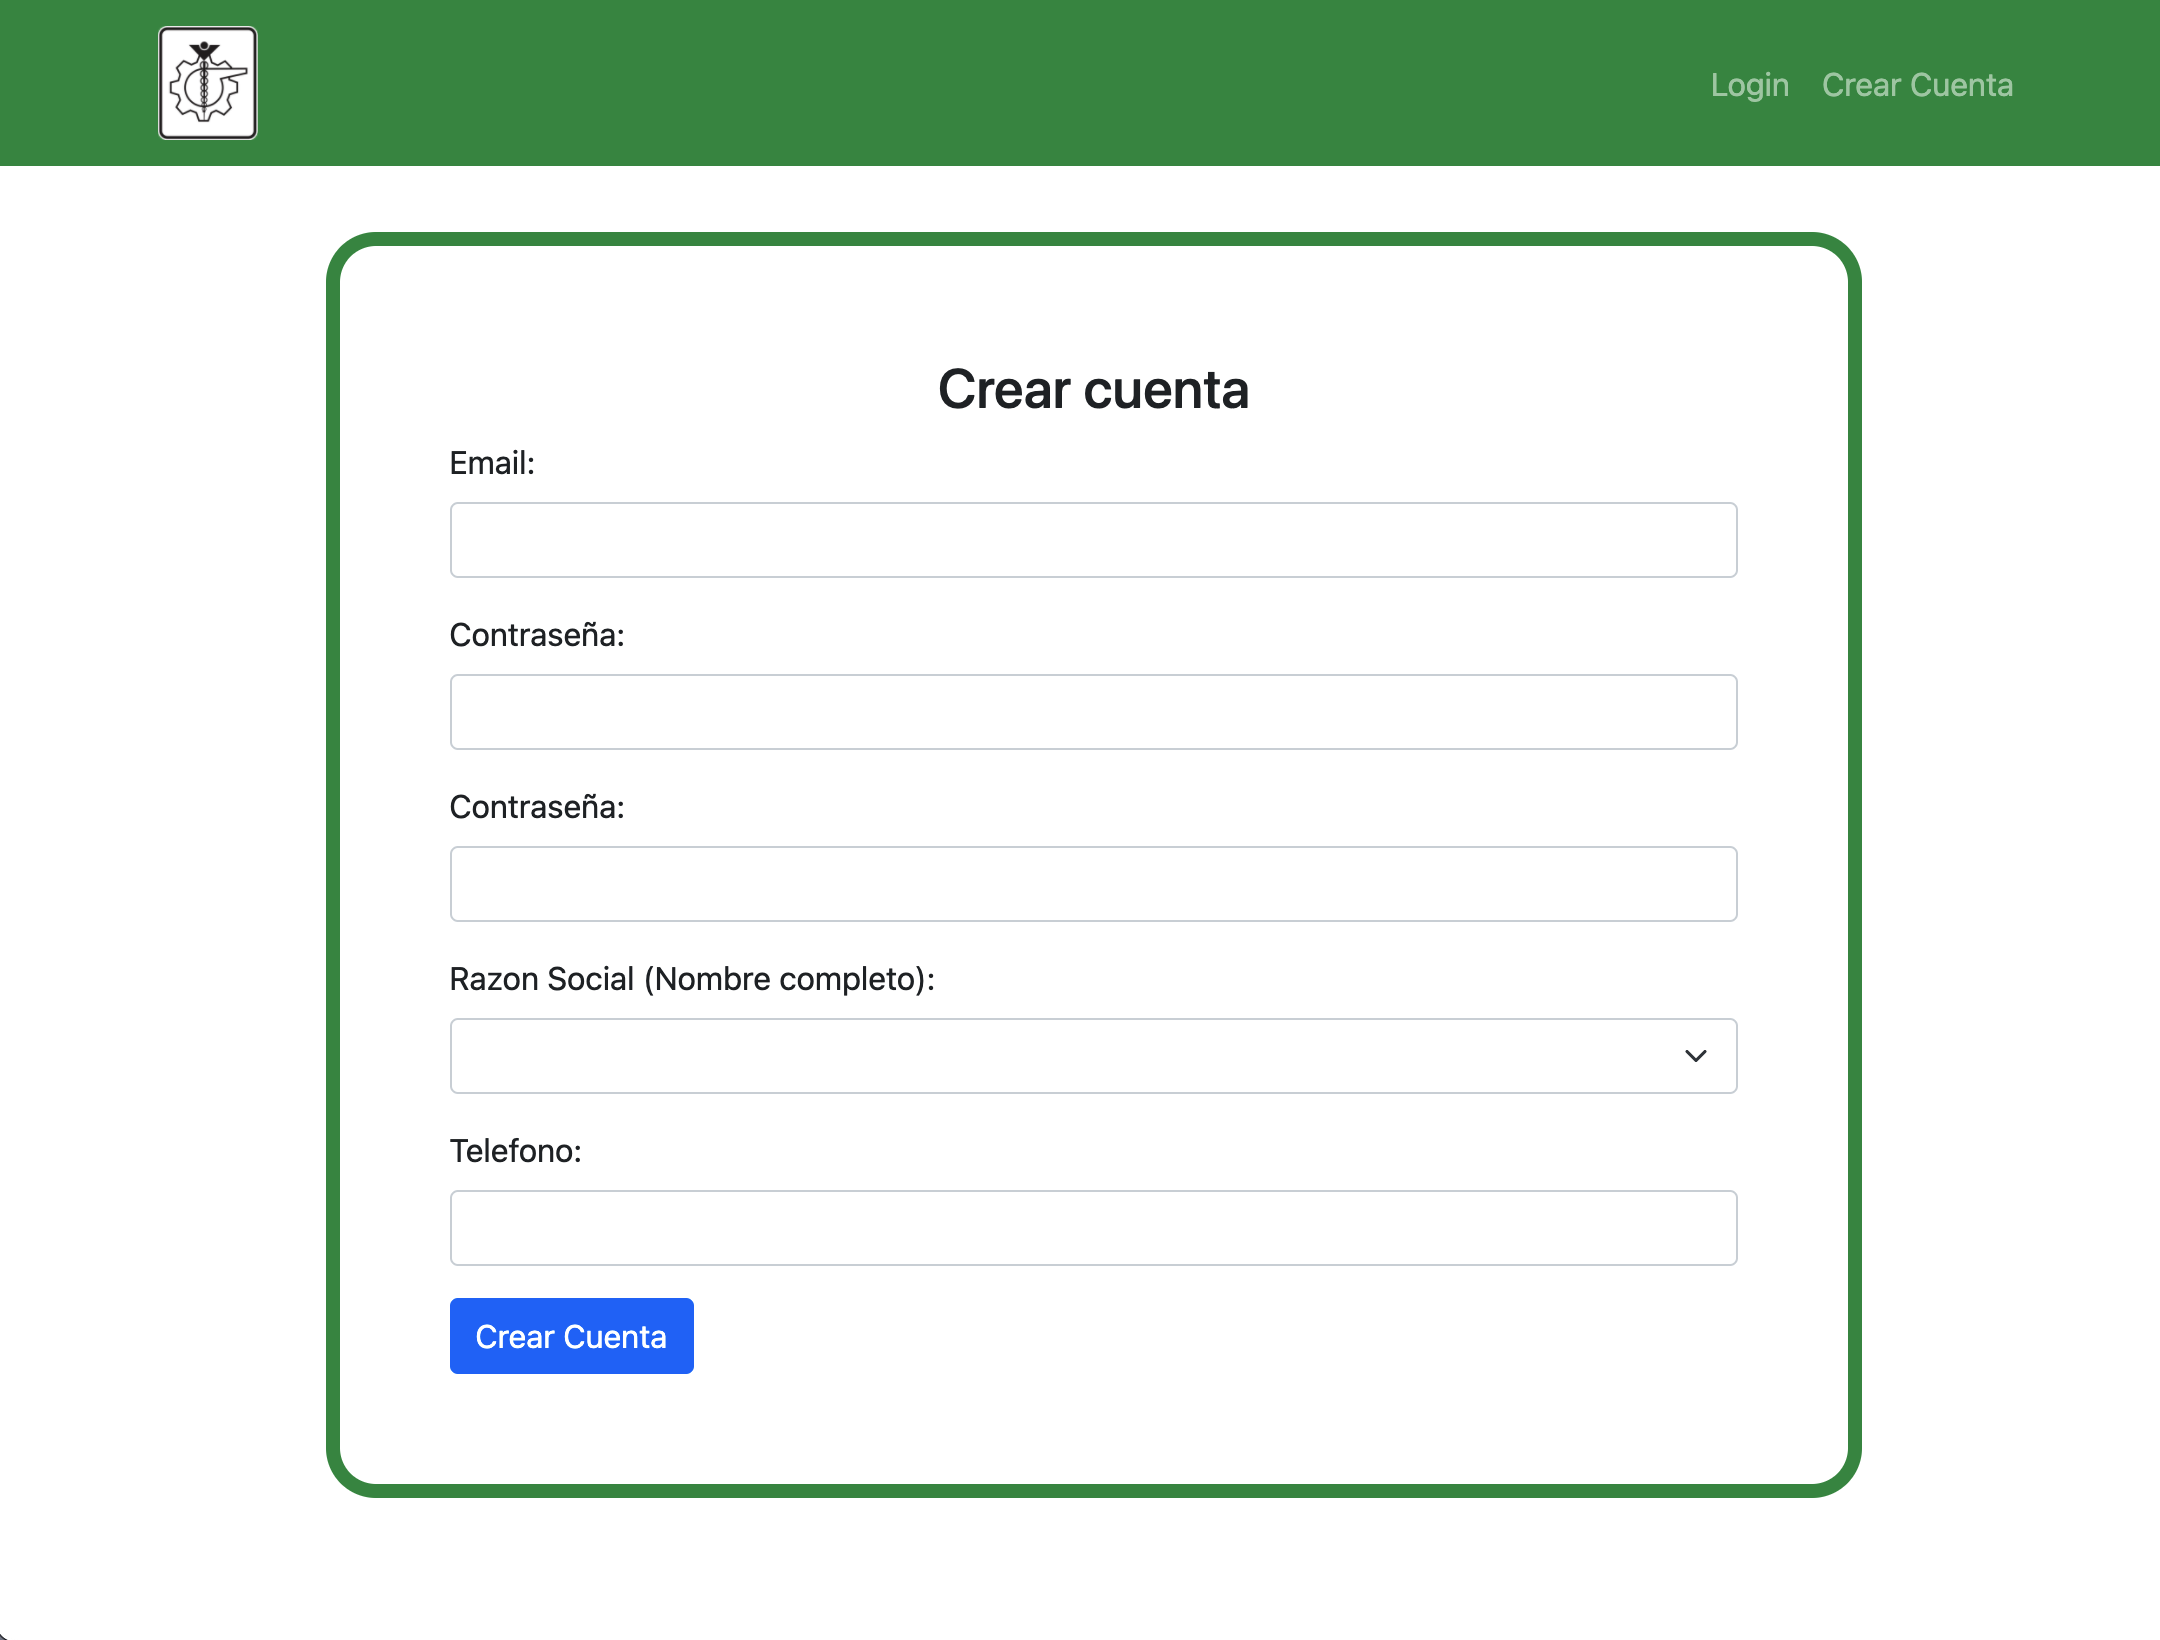 Login Crear Cuenta
Crear cuenta
Email:
Contraseña:
Contraseña:
Razon Social (Nombre completo):
Telefono:
Crear Cuenta